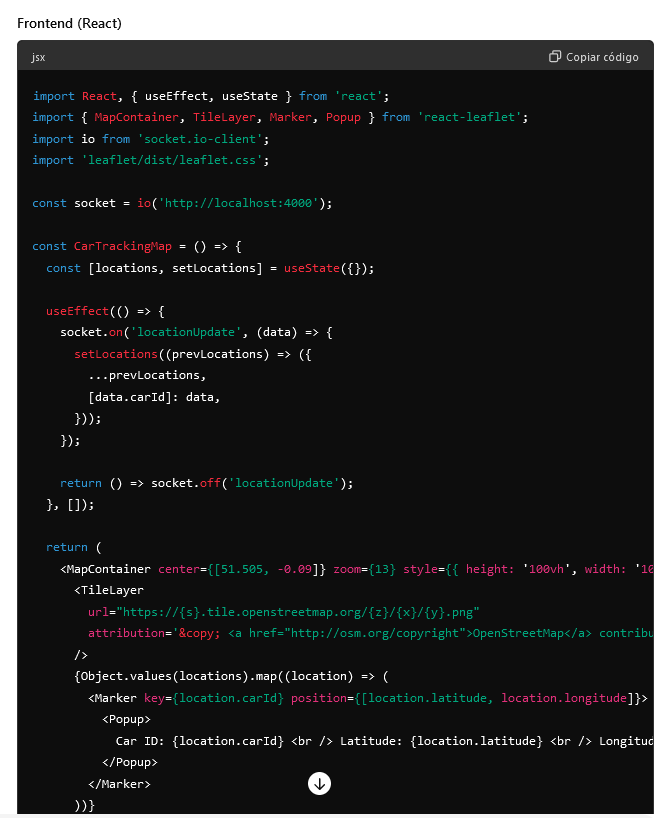 Frontend (React)
jsx
Copiar código
import React, { useEffect, useState } from 'react';
import { MapContainer, TileLayer, Marker, Popup } from 'react-leaflet';
import io from 'socket.io-client';
import 'leaflet/dist/leaflet.css';
const socket = io('http://localhost:4000');
const CarTrackingMap = () => {
const [locations, setLocations] = useState({});
useEffect(() => {
socket.on('locationUpdate', (data) => {
setLocations((prevLocations) => ({
...prevLocations,
[data.carId]: data,
}));
});
return () => socket.off('locationUpdate');
}, []);
return (
<MapContainer center={[51.505, -0.09]} zoom={13} style={{ height: '100vh', width: '10
<TileLayer
url="https://{s}.tile.openstreetmap.org/{z}/{x}/{y}.png"
attribution='&copy; <a href="http://osm.org/copyright">OpenStreetMap</a> contribu
/>
{Object.values(locations).map((location) => (
<Marker key={location.carId} position={[location.latitude, location.longitude]}>
<Popup>
Car ID: {location.carId} <br /> Latitude: {location.latitude} <br /> Longitud
</Popup>
</Marker>
))}